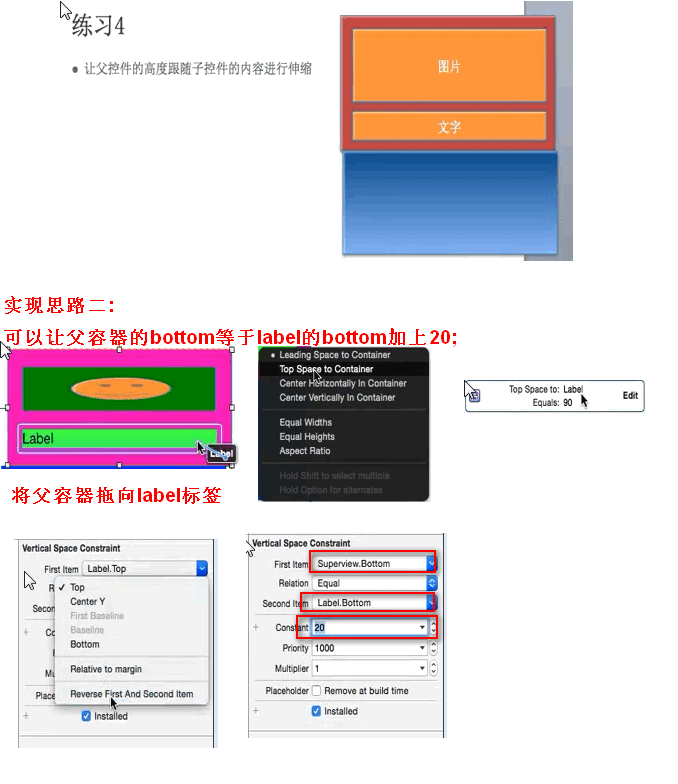 练习4
● 让父控件的高度跟随子控件的内容进行伸缩
图片
文字
实现思路二:
可以让父容器的bottom等于label的bottom加上20;
Label
Label
将父容器拖向label标签
● Leading Space to Container
Top Space to Container
Center Horizontally In Container
Center Vertically In Container
Equal Widths
Equal Heights
Aspect Ratio
Hold Shift to select multiple
Hold Option for alternates
Top Space to: Label
Equals: 90
Edit
Vertical Space Constraint
First Item Label.Top
✓ Top
Center Y
First Baseline
Baseline
Bottom
Relative to margin
Reverse First And Second Item
Installed
Vertical Space Constraint
First Item Superview.Bottom
Relation Equal
Second Item Label.Bottom
+ Constant 20
Priority 1000
Multiplier 1
Placeholder Remove at build time
+ Installed